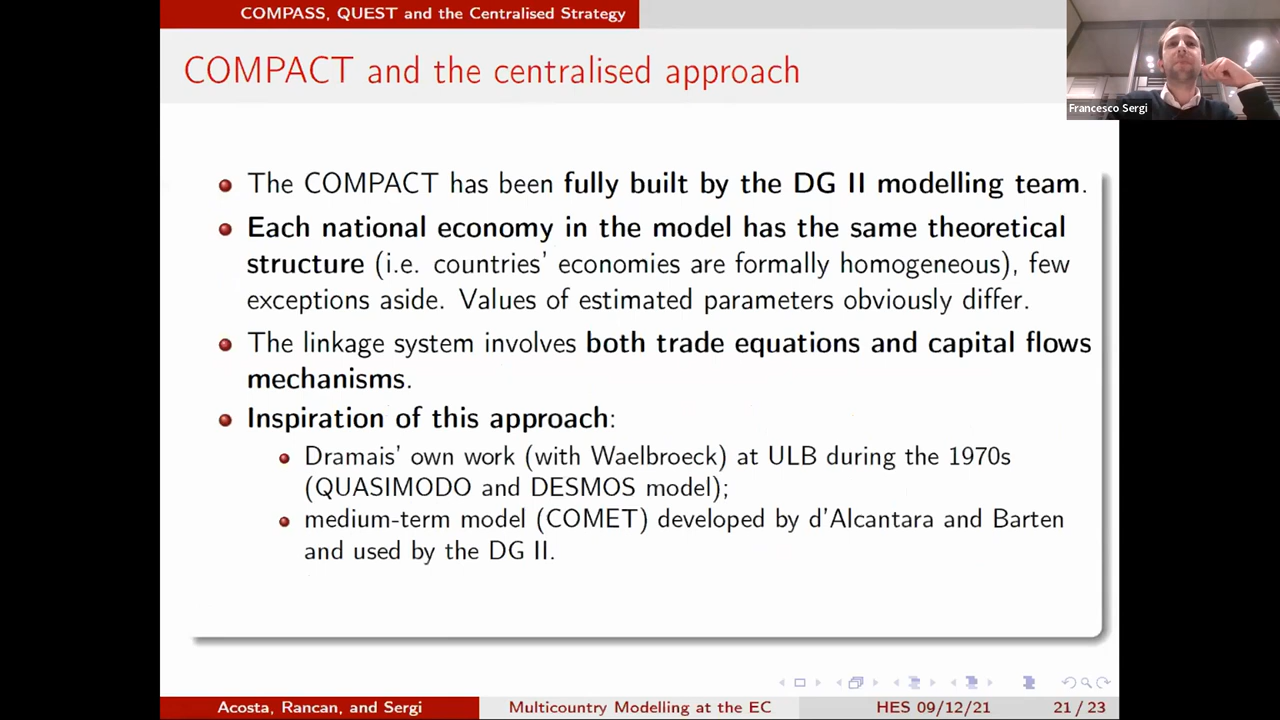 COMPASS, QUEST and the Centralised Strategy
COMPACT and the centralised approach
Francesco Sergi
The COMPACT has been fully built by the DG II modelling team.
Each national economy in the model has the same theoretical
structure (i.e. countries' economies are formally homogeneous), few
exceptions aside. Values of estimated parameters obviously differ.
The linkage system involves both trade equations and capital flows
mechanisms.
Inspiration of this approach:
Dramais' own work (with Waelbroeck) at ULB during the 1970s
(QUASIMODO and DESMOS model);
medium-term model (COMET) developed by d'Alcantara and Barten
and used by the DG II.
Acosta, Rancan, and Sergi
Multicountry Modelling at the EC
HES 09/12/21
21 / 23